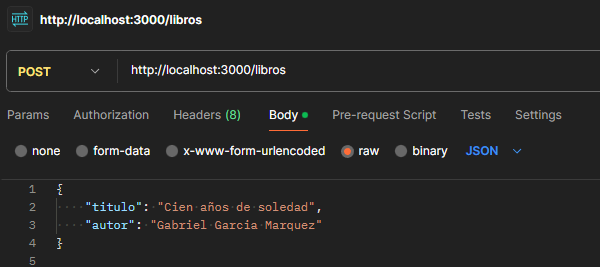 HTTP http://localhost:3000/libros
POST http://localhost:3000/libros
Params Authorization Headers (8) Body Pre-request Script Tests Settings
none form-data x-www-form-urlencoded raw binary JSON
1 {
2 "titulo": "Cien años de soledad",
3 "autor": "Gabriel Garcia Marquez"
4 }
5